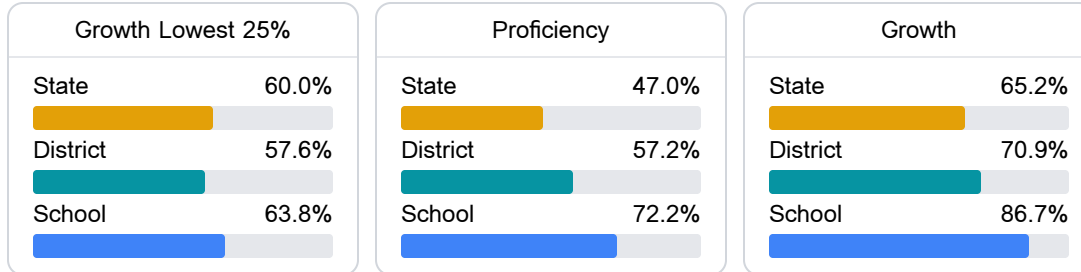 Growth Lowest 25%
State 60.0%
District 57.6%
School 63.8%
Proficiency
State 47.0%
District 57.2%
School 72.2%
Growth
State 65.2%
District 70.9%
School 86.7%